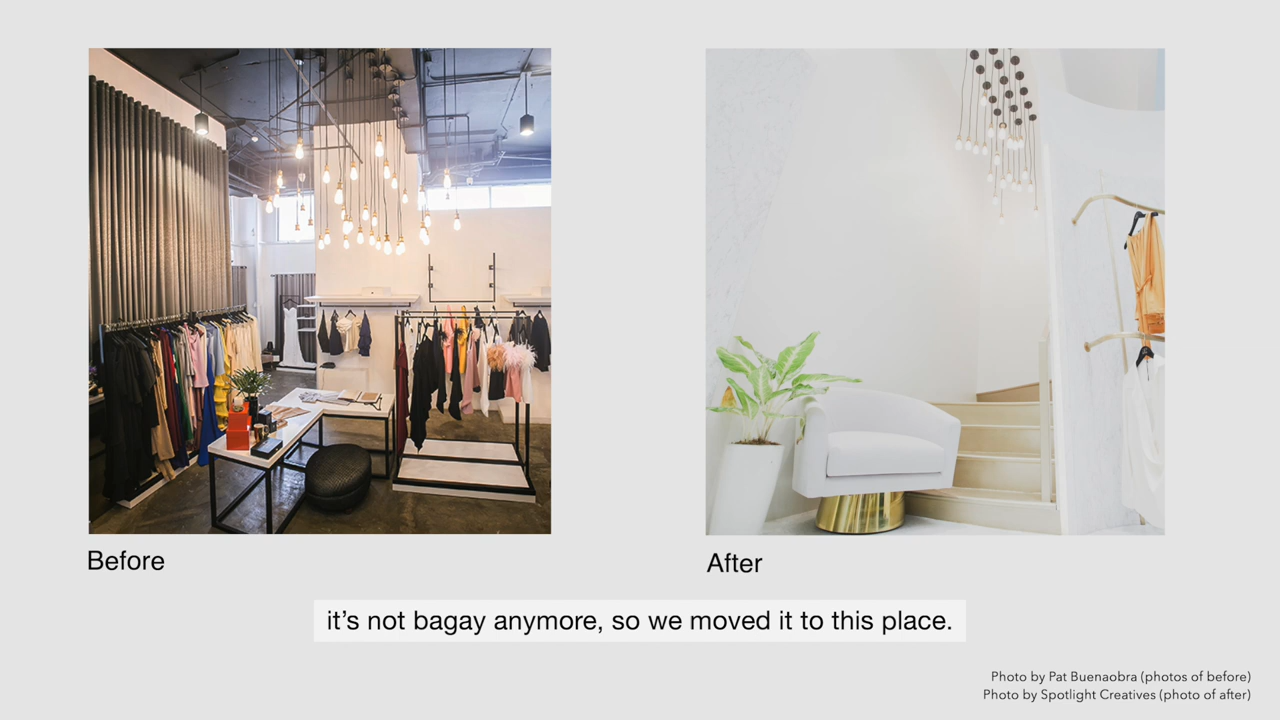 Before
After
it's not bagay anymore, so we moved it to this place.
Photo by Pat Buenaobra (photos of before)
Photo by Spotlight Creatives (photo of after)